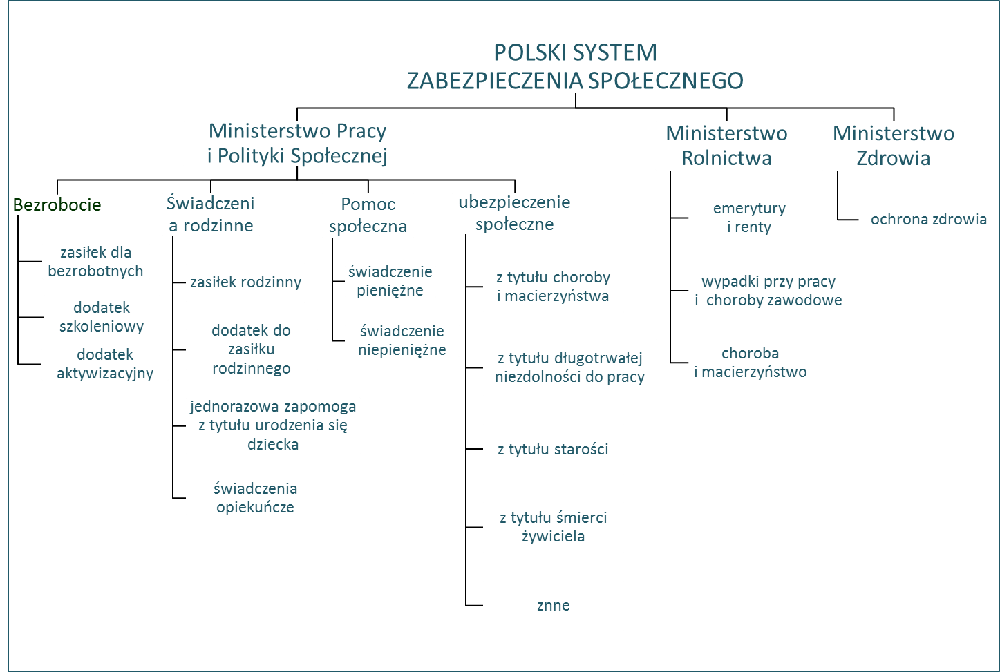 POLSKI SYSTEM
ZABEZPIECZENIA SPOŁECZNEGO
Ministerstwo Pracy
i Polityki Społecznej
Bezrobocie
zasiłek dla
bezrobotnych
dodatek
szkoleniowy
dodatek
aktywizacyjny
Świadczeni
a rodzinne
zasiłek rodzinny
dodatek do
zasiłku
rodzinnego
jednorazowa zapomoga
z tytułu urodzenia się
dziecka
świadczenia
opiekuńcze
Pomoc
społeczna
świadczenie
pieniężne
świadczenie
niepieniężne
ubezpieczenie
społeczne
z tytułu choroby
i macierzyństwa
z tytułu długotrwałej
niezdolności do pracy
z tytułu starości
z tytułu śmierci
żywiciela
znne
Ministerstwo
Rolnictwa
emerytury
i renty
wypadki przy pracy
i choroby zawodowe
choroba
i macierzyństwo
Ministerstwo
Zdrowia
ochrona zdrowia